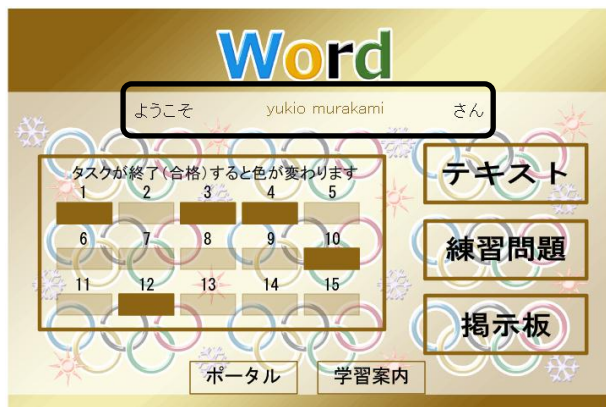 Word
ようこそ yukio murakami さん
タスクが終了(合格)すると色が変わります
1 2 3 4 5
6 7 8 9 10
11 12 13 14 15
テキスト
練習問題
掲示板
ポータル 学習案内